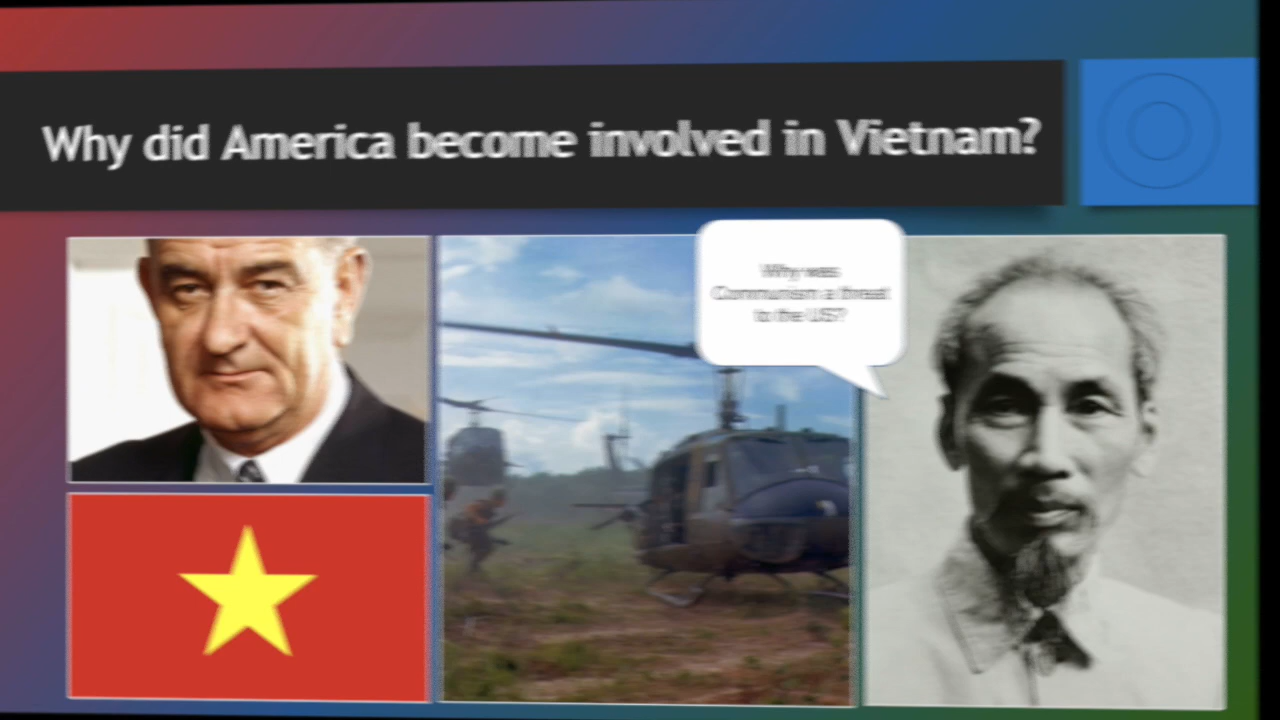 Why did America become involved in Vietnam?
Why was
Communism a threat
to the US?